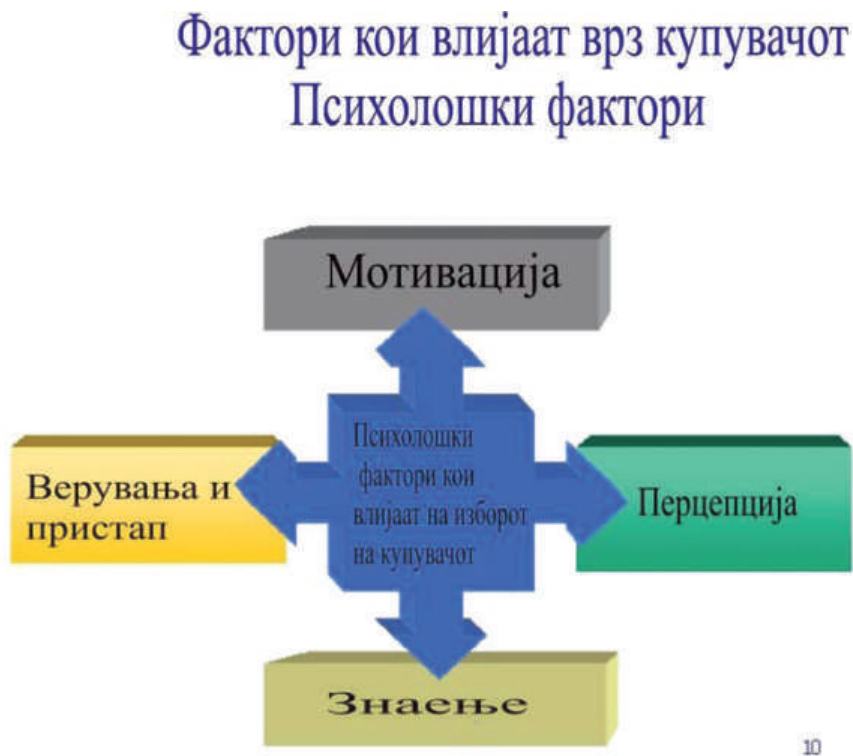 Фактори кои влијаат врз купувачот
Психолошки фактори
Мотивација
Верувања и
пристап
Психолошки
фактори кои
влијаат на изборот
на купувачот
Перцепција
Знаење
10